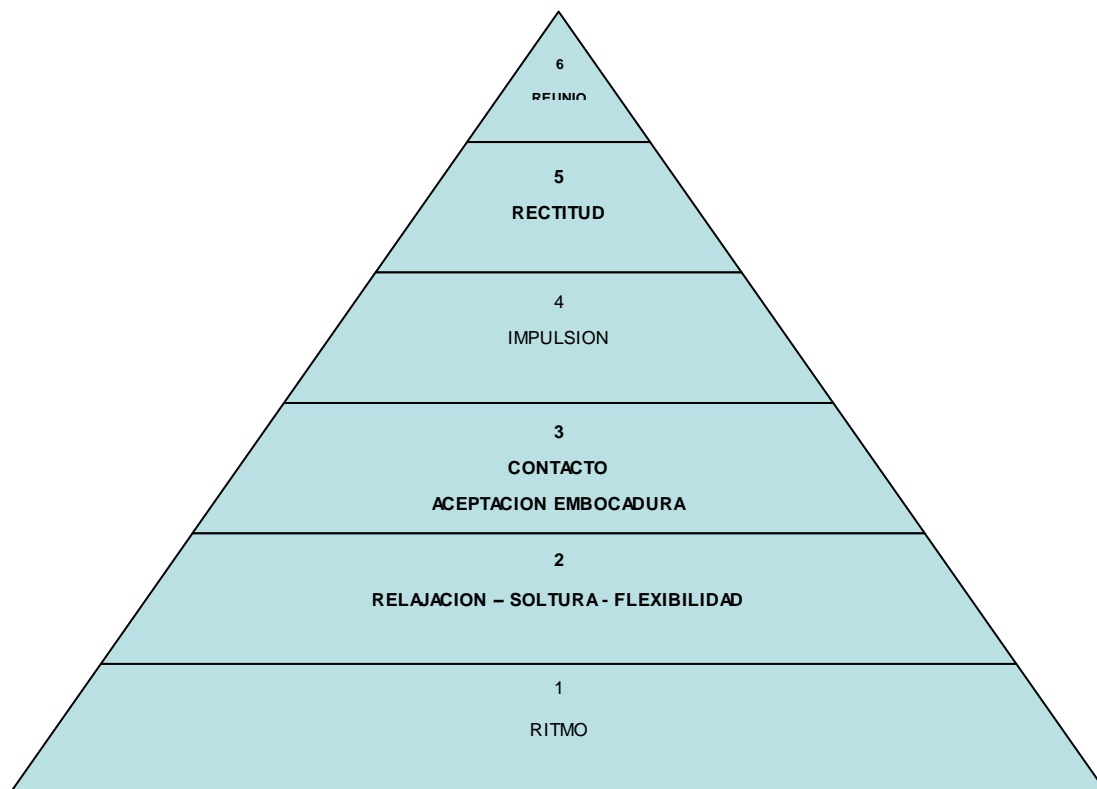 6
REUNIO
5
RECTITUD
4
IMPULSION
3
CONTACTO
ACEPTACION EMBOCADURA
2
RELAJACION – SOLTURA - FLEXIBILIDAD
1
RITMO